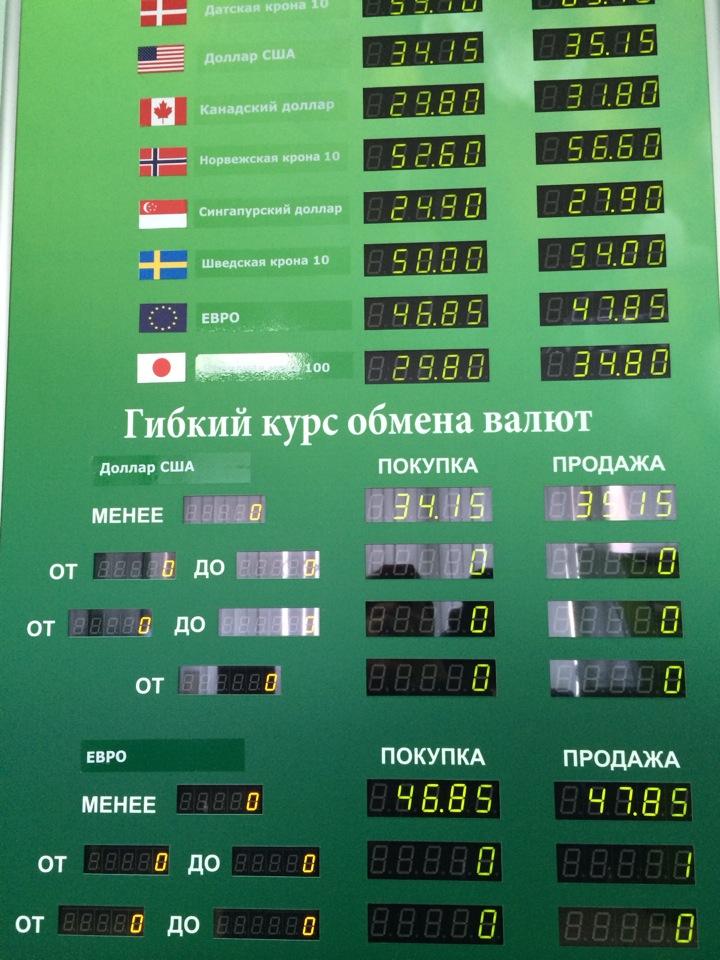 Датская крона 10
Доллар США 34.15 35.15
Канадский доллар 29.80 31.80
Норвежская крона 10 52.60 56.60
Сингапурский доллар 24.90 27.90
Шведская крона 10 50.00 54.00
ЕВРО 46.85 47.85
100 29.80 34.80
Гибкий курс обмена валют
Доллар США ПОКУПКА ПРОДАЖА
МЕНЕЕ 0 34.15 35 15
ОТ 0 ДО 0 0 0
ОТ 0 ДО 0 0 0
ОТ 0 0 0
ЕВРО ПОКУПКА ПРОДАЖА
МЕНЕЕ 0 46.85 47.85
ОТ 0 ДО 0 0 1
ОТ 0 ДО 0 0 0